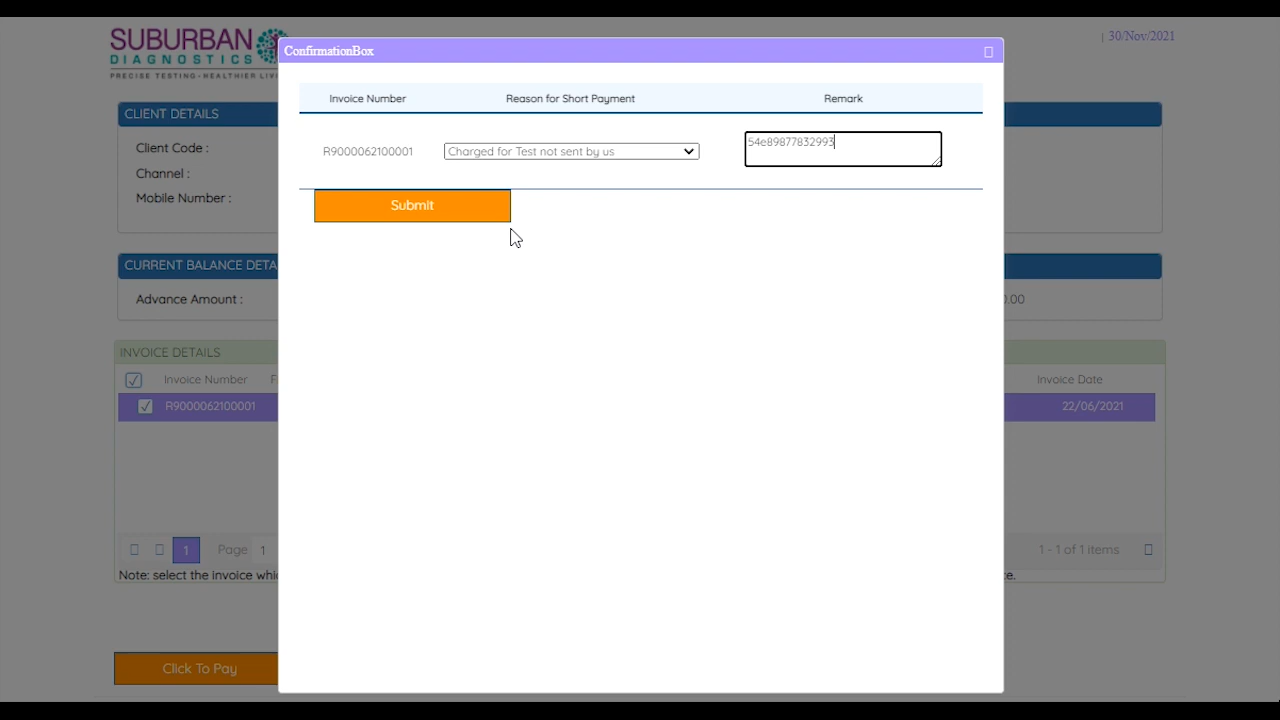 SUBURBAN
DIAGNOSTICS
PRECISE TESTING-HEALTHIER
| 30/Nov/2021
ConfirmationBox
Invoice Number Reason for Short Payment Remark
R9000062100001 Charged for Test not sent by us 54e89877832993
Submit
CLIENT DETAILS
Client Code :
Channel :
Mobile Number :
CURRENT BALANCE
Advance Amount : .00
INVOICE DETAILS
Invoice Number Invoice Date
R9000062100001 22/06/2021
1 Page 1 1 - 1 of 1 items
Note: select the invoice
Click To Pay